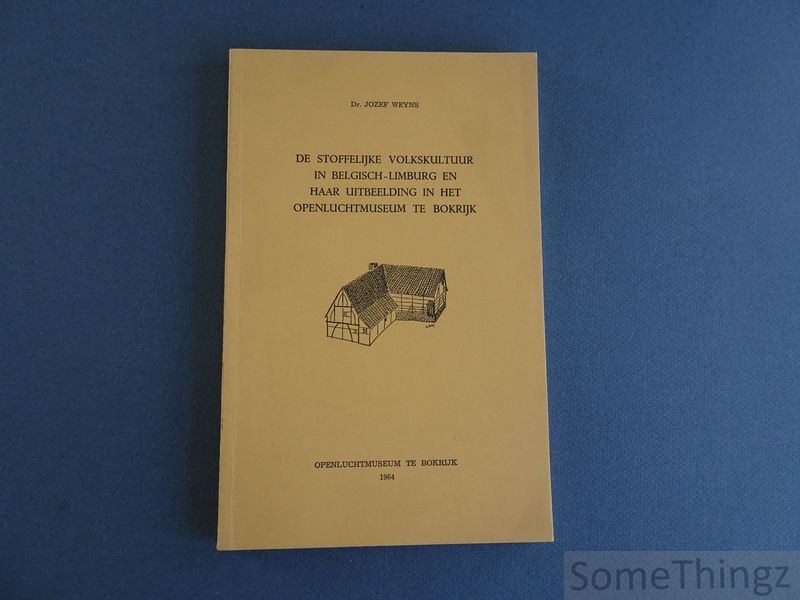 Dr. JOZEF WEYNS
DE STOFFELIJKE VOLKSKULTUUR
IN BELGISCH-LIMBURG EN
HAAR UITBEELDING IN HET
OPENLUCHTMUSEUM TE BOKRIJK
OPENLUCHTMUSEUM TE BOKRIJK
1964
SomeThingz